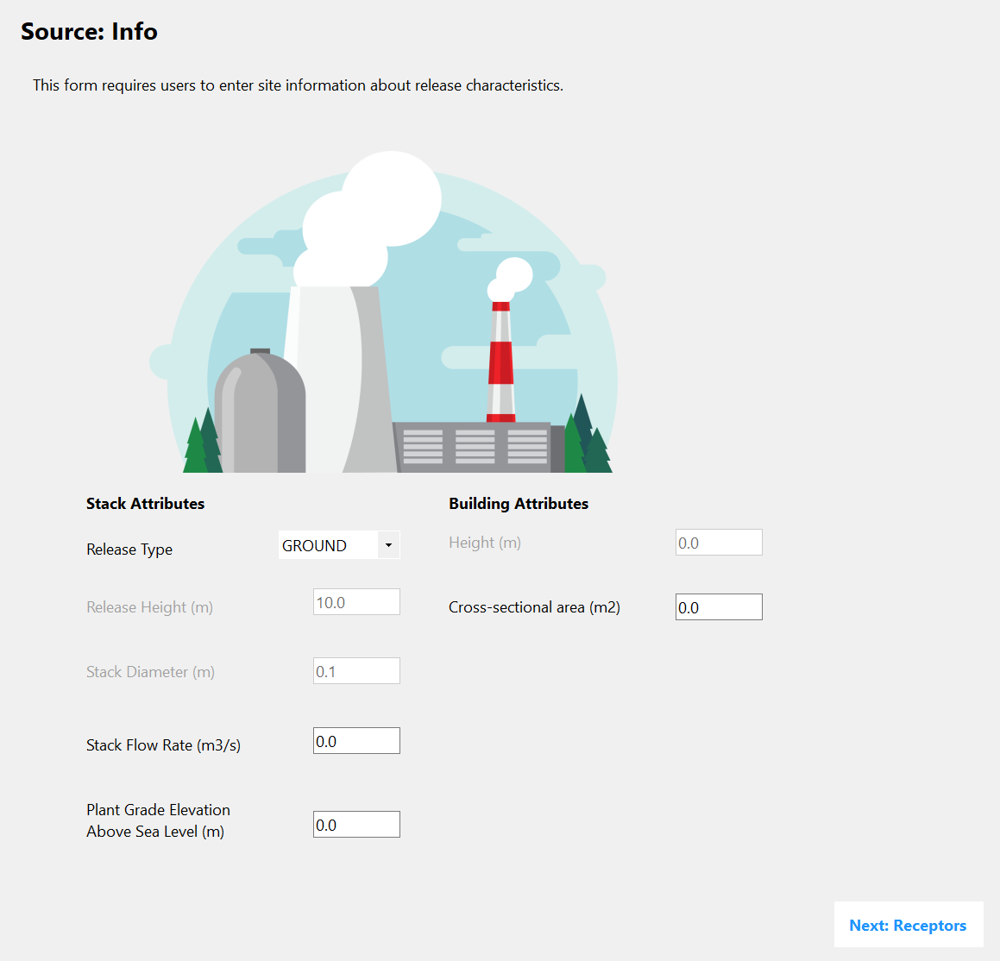 Source: Info
This form requires users to enter site information about release characteristics.
Stack Attributes
Release Type
GROUND
Release Height (m)
10.0
Stack Diameter (m)
0.1
Stack Flow Rate (m3/s)
0.0
Plant Grade Elevation
Above Sea Level (m)
0.0
Building Attributes
Height (m)
0.0
Cross-sectional area (m2)
0.0
Next: Receptors